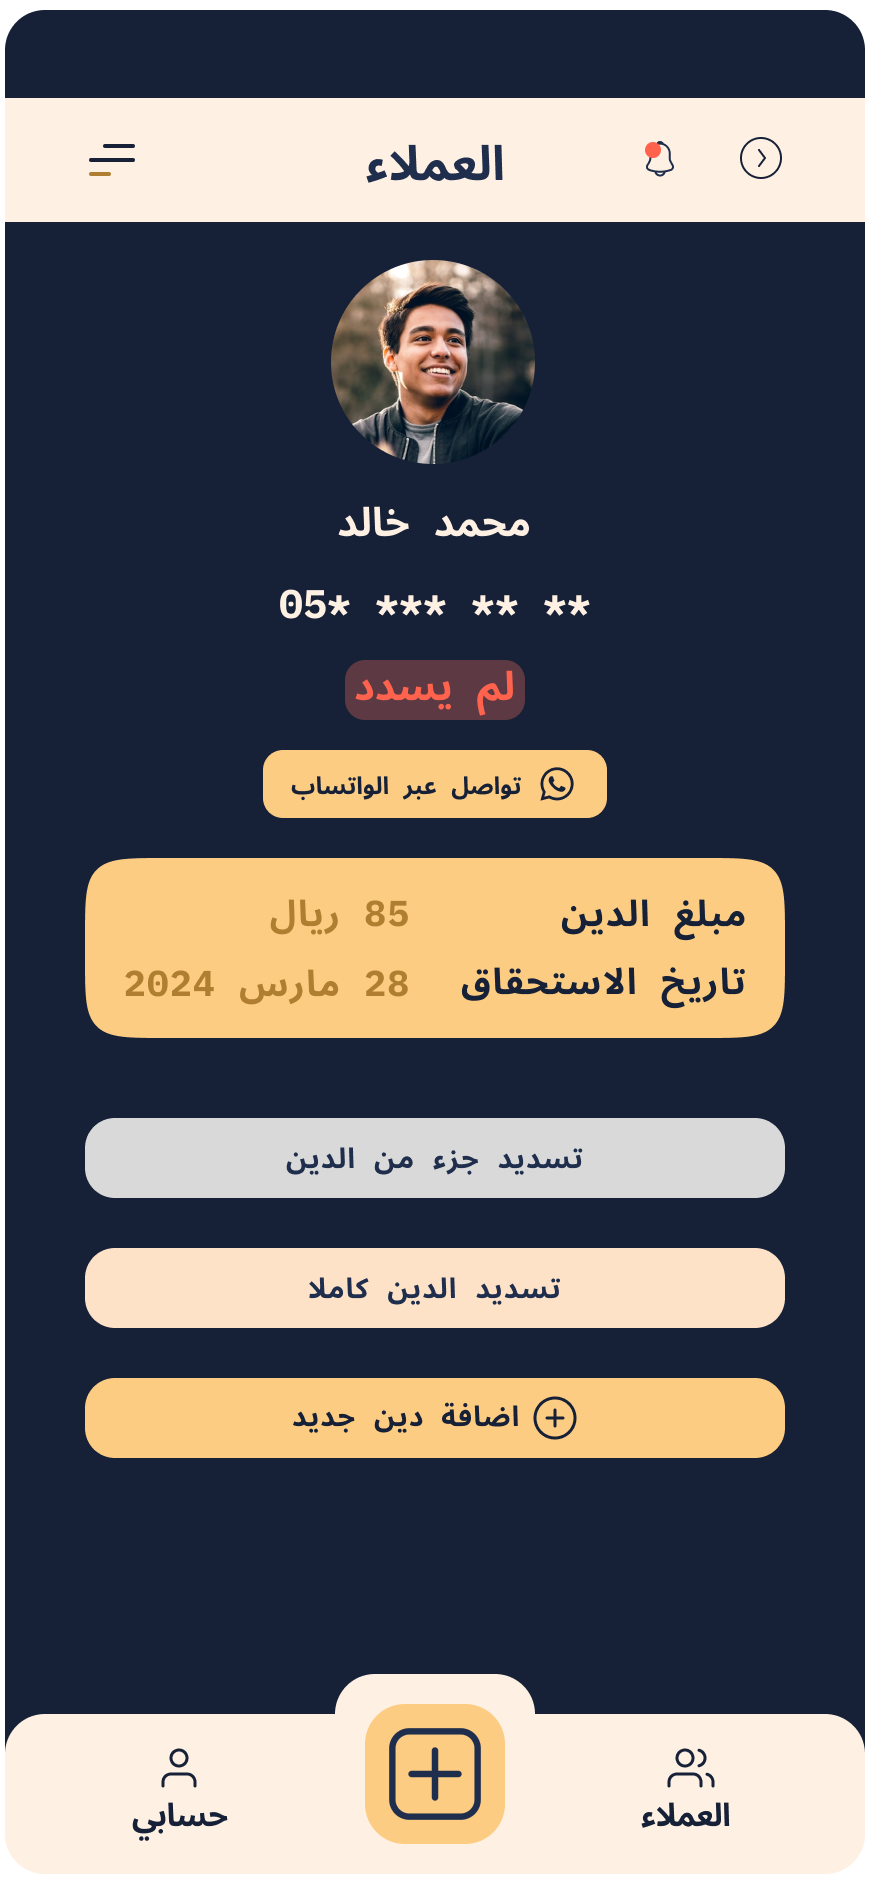 العملاء
محمد خالد
05* *** ** **
لم يسدد
تواصل عبر الواتساب
مبلغ الدين 85 ريال
تاريخ الاستحقاق 28 مارس 2024
تسديد جزء من الدين
تسديد الدين كاملا
اضافة دين جديد
العملاء
حسابي